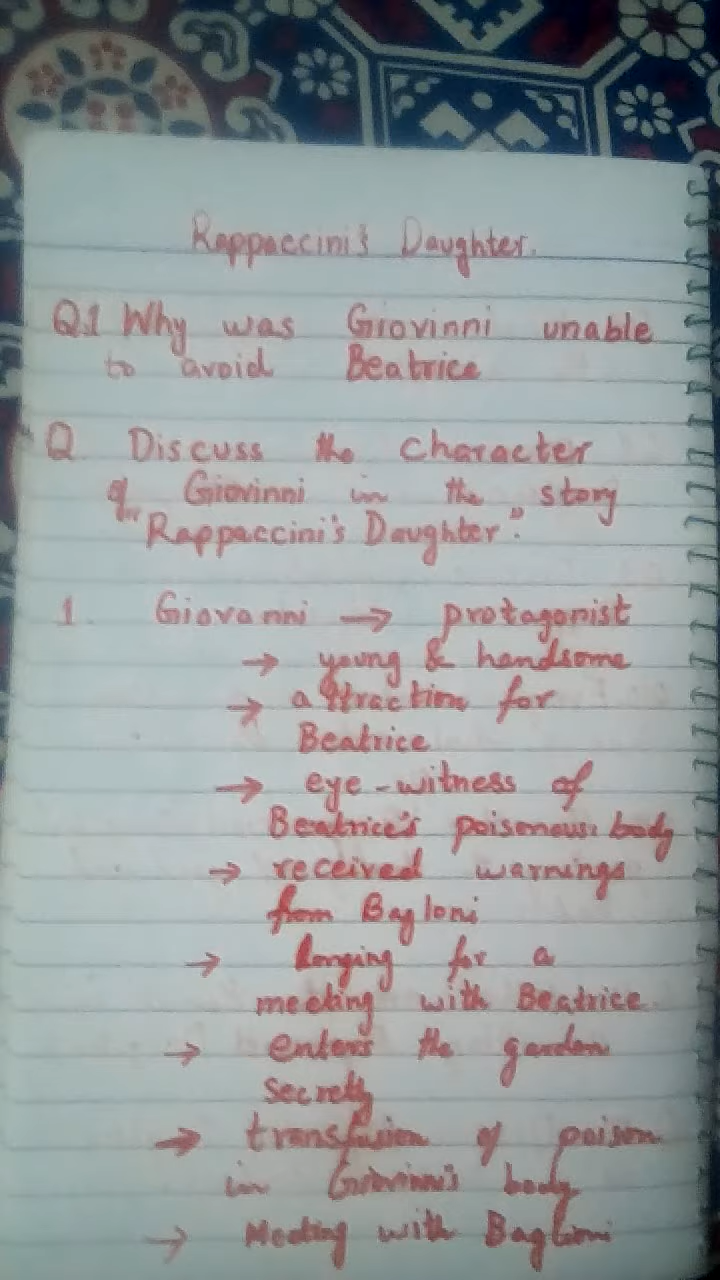 Rappaccini's Daughter.
Q1 Why was Giovinni unable
to avoid Beatrice
Q Discuss the character
of Giovinni in the story
"Rappaccini's Daughter".
1. Giovanni → protagonist
→ young & handsome
→ attraction for
Beatrice
→ eye-witness of
Beatrice's poisonous body
→ received warnings
from Bagloni
→ longing for a
meeting with Beatrice
→ enters the garden
secretly
→ transfusion of poison
in Giovinni's body
→ Meeting with Baglioni